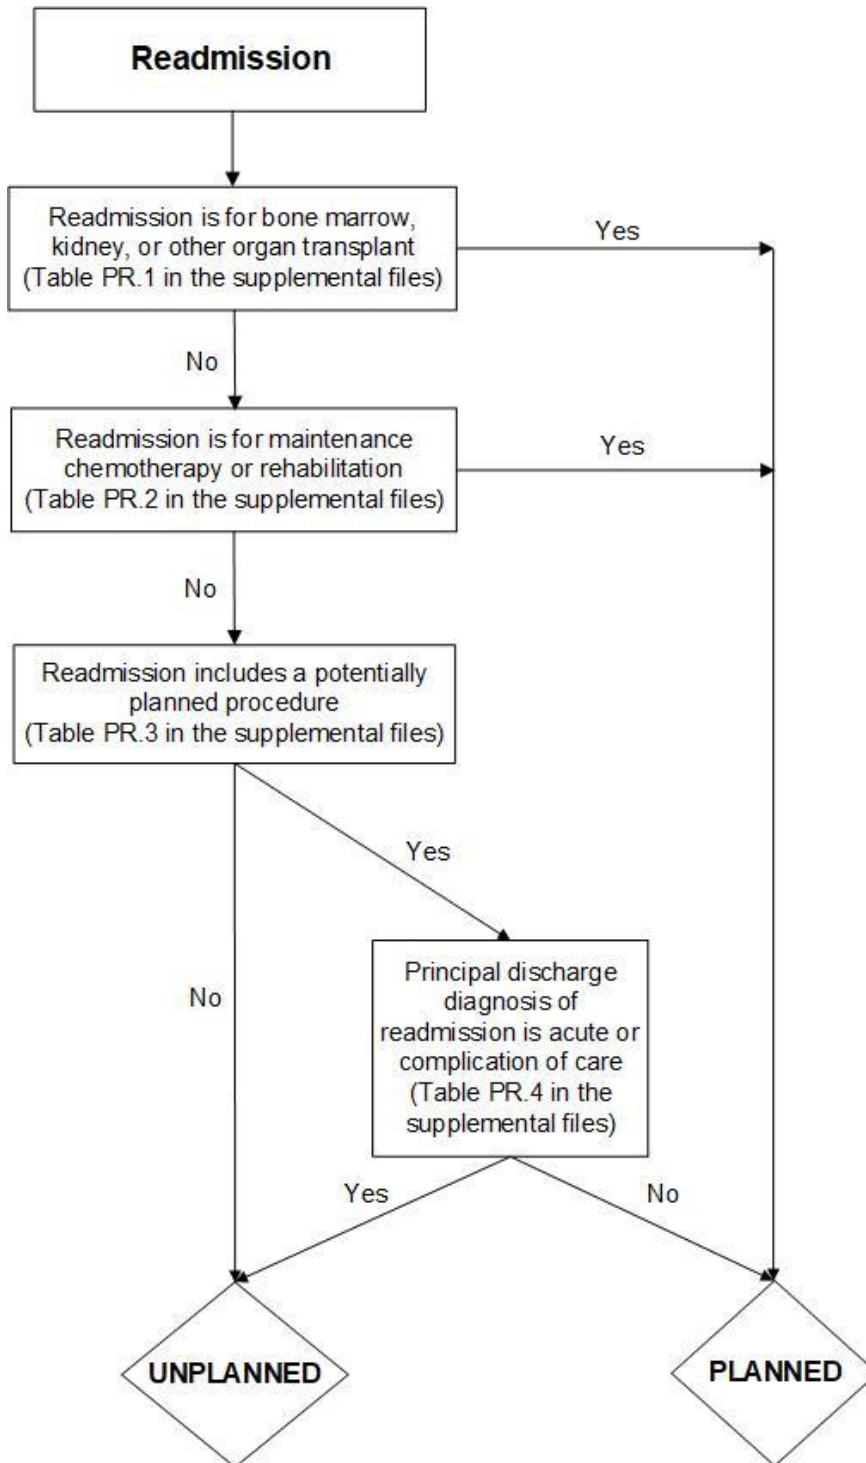 Readmission
Readmission is for bone marrow,
kidney, or other organ transplant
(Table PR.1 in the supplemental files)
Yes
No
Readmission is for maintenance
chemotherapy or rehabilitation
(Table PR.2 in the supplemental files)
Yes
No
Readmission includes a potentially
planned procedure
(Table PR.3 in the supplemental files)
Yes
No
Principal discharge
diagnosis of
readmission is acute or
complication of care
(Table PR.4 in the
supplemental files)
Yes
No
UNPLANNED
PLANNED